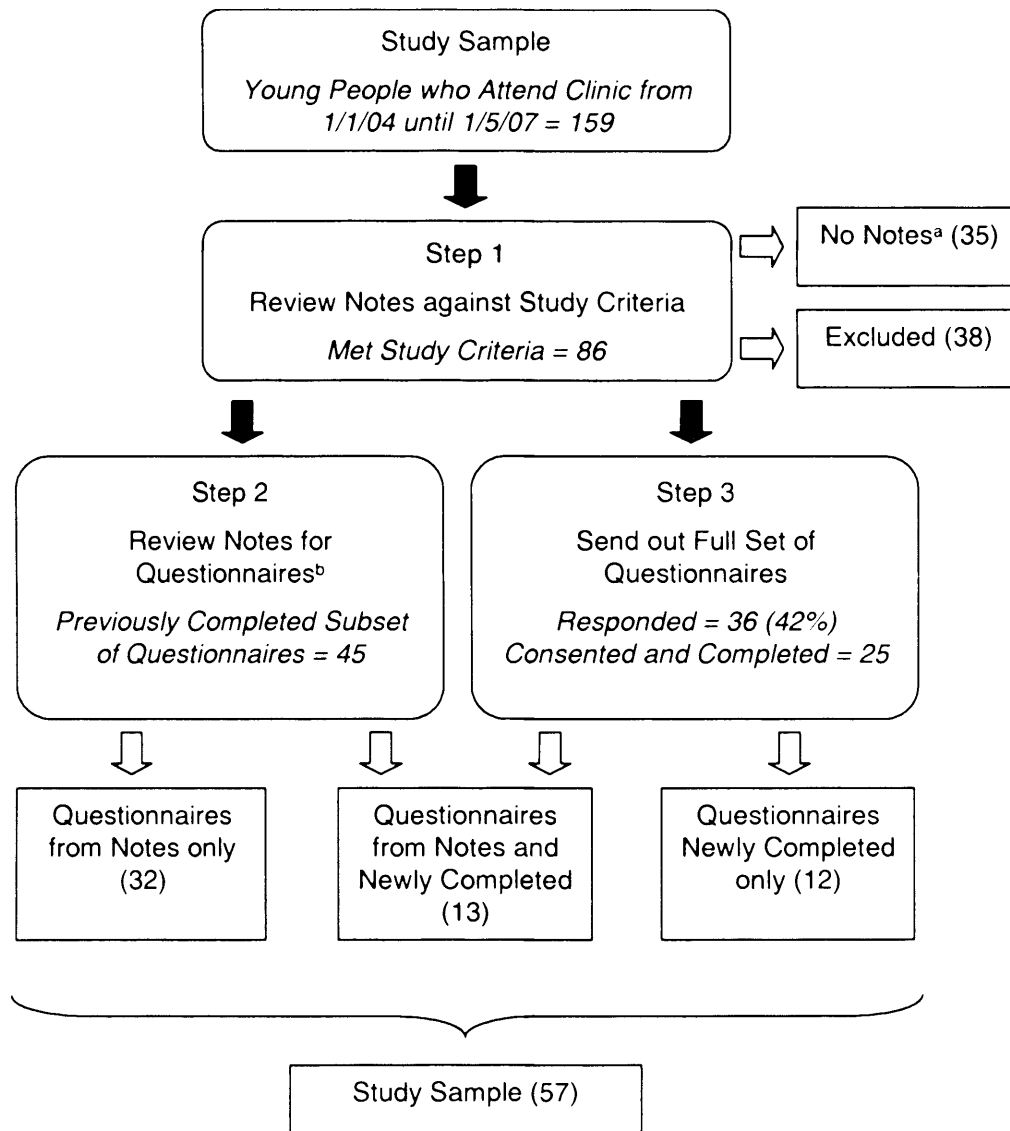 Study Sample
Young People who Attend Clinic from
1/1/04 until 1/5/07 = 159
Step 1
Review Notes against Study Criteria
Met Study Criteria = 86
No Notesᵃ (35)
Excluded (38)
Step 2
Review Notes for
Questionnairesᵇ
Previously Completed Subset
of Questionnaires = 45
Step 3
Send out Full Set of
Questionnaires
Responded = 36 (42%)
Consented and Completed = 25
Questionnaires
from Notes only
(32)
Questionnaires
from Notes and
Newly Completed
(13)
Questionnaires
Newly Completed
only (12)
Study Sample (57)